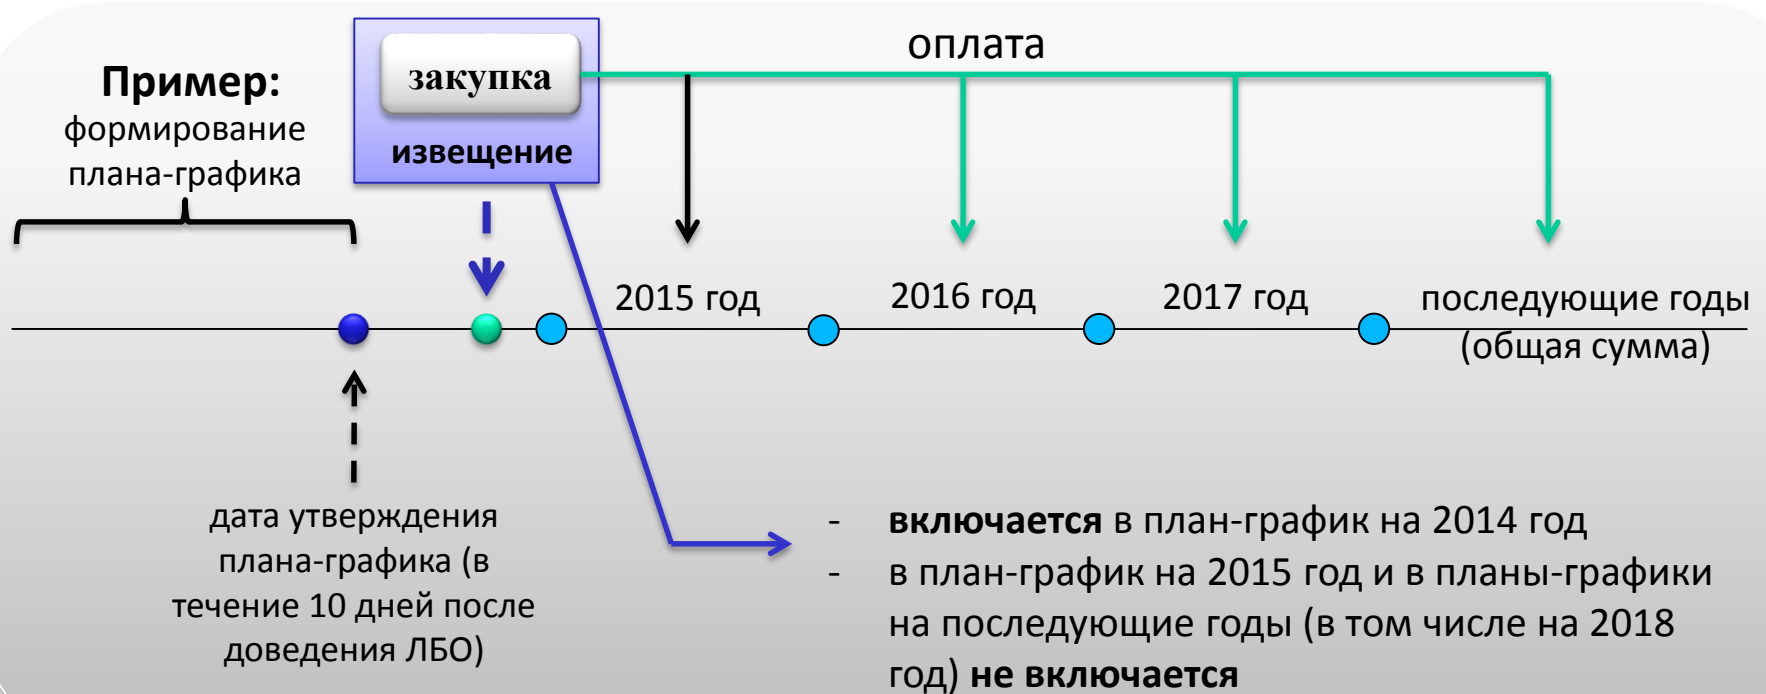 Пример:
формирование
плана-графика
закупка
извещение
оплата
2015 год
2016 год
2017 год
последующие годы
(общая сумма)
дата утверждения
плана-графика (в
течение 10 дней после
доведения ЛБО)
- включается в план-график на 2014 год
- в план-график на 2015 год и в планы-графики
на последующие годы (в том числе на 2018
год) не включается